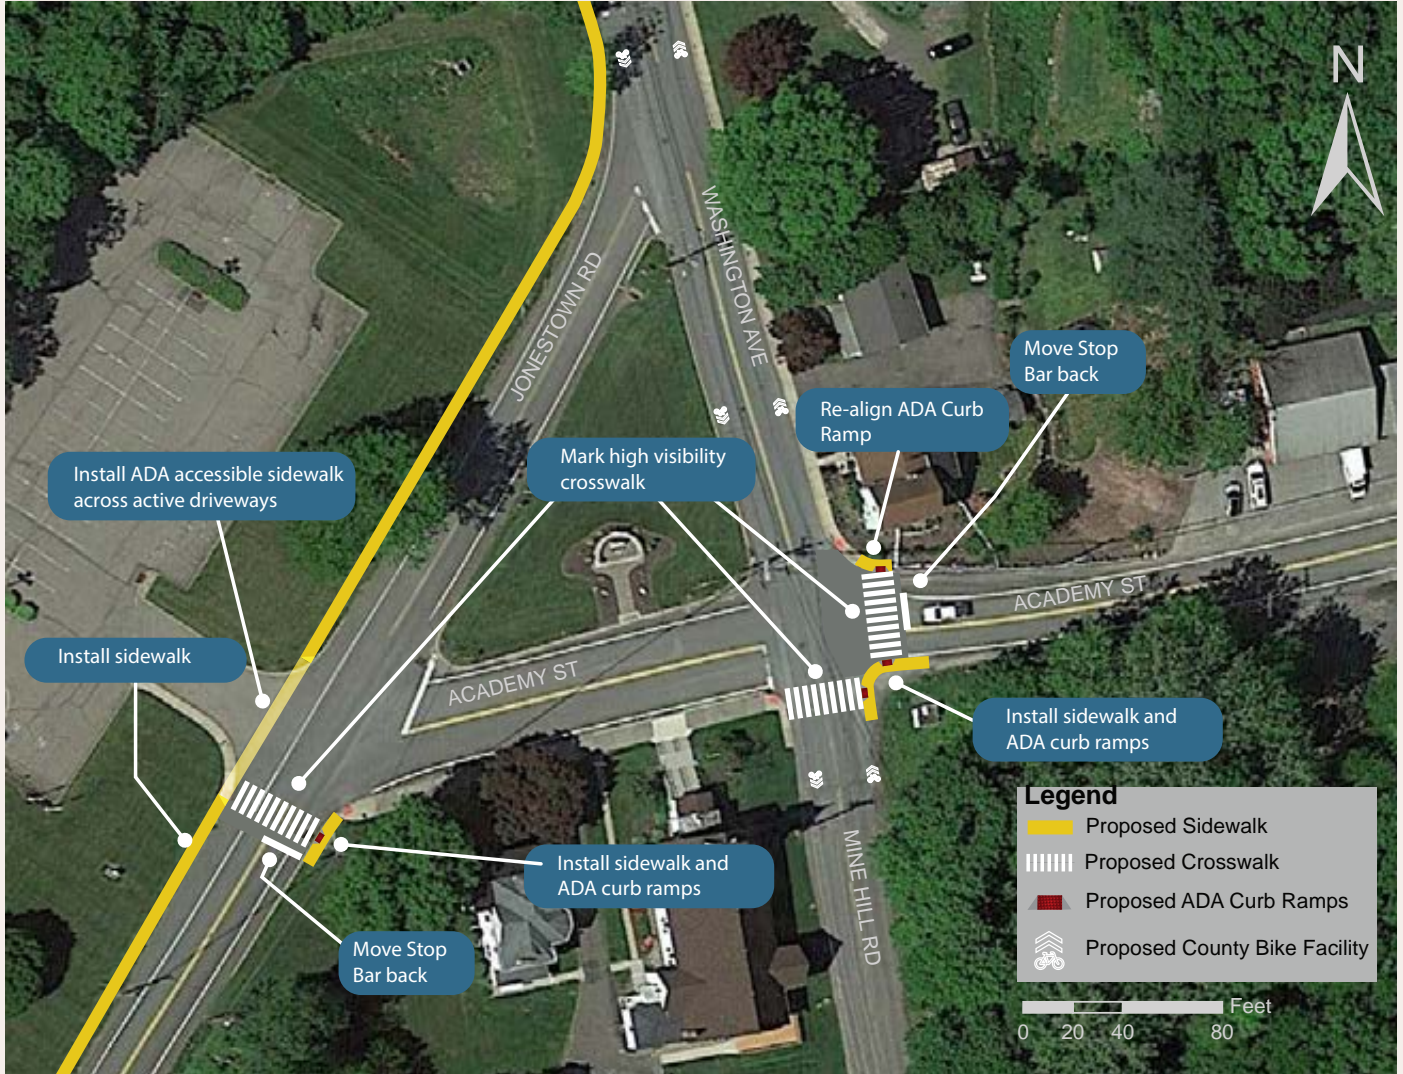 N
JONESTOWN RD
WASHINGTON AVE
Move Stop
Bar back
Re-align ADA Curb
Ramp
Mark high visibility
crosswalk
Install ADA accessible sidewalk
across active driveways
ACADEMY ST
Install sidewalk
ACADEMY ST
Install sidewalk and
ADA curb ramps
Install sidewalk and
ADA curb ramps
MINE HILL RD
Move Stop
Bar back
Legend
Proposed Sidewalk
Proposed Crosswalk
Proposed ADA Curb Ramps
Proposed County Bike Facility
Feet
0 20 40 80